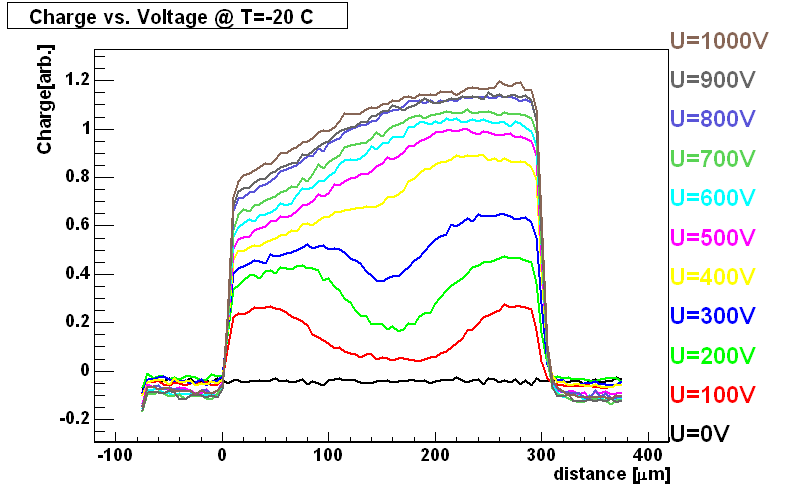 Charge vs. Voltage @ T=-20 C
Charge[arb.]
1.2
1
0.8
0.6
0.4
0.2
0
-0.2
-100
0
100
200
300
400
distance [μm]
U=1000V
U=900V
U=800V
U=700V
U=600V
U=500V
U=400V
U=300V
U=200V
U=100V
U=0V